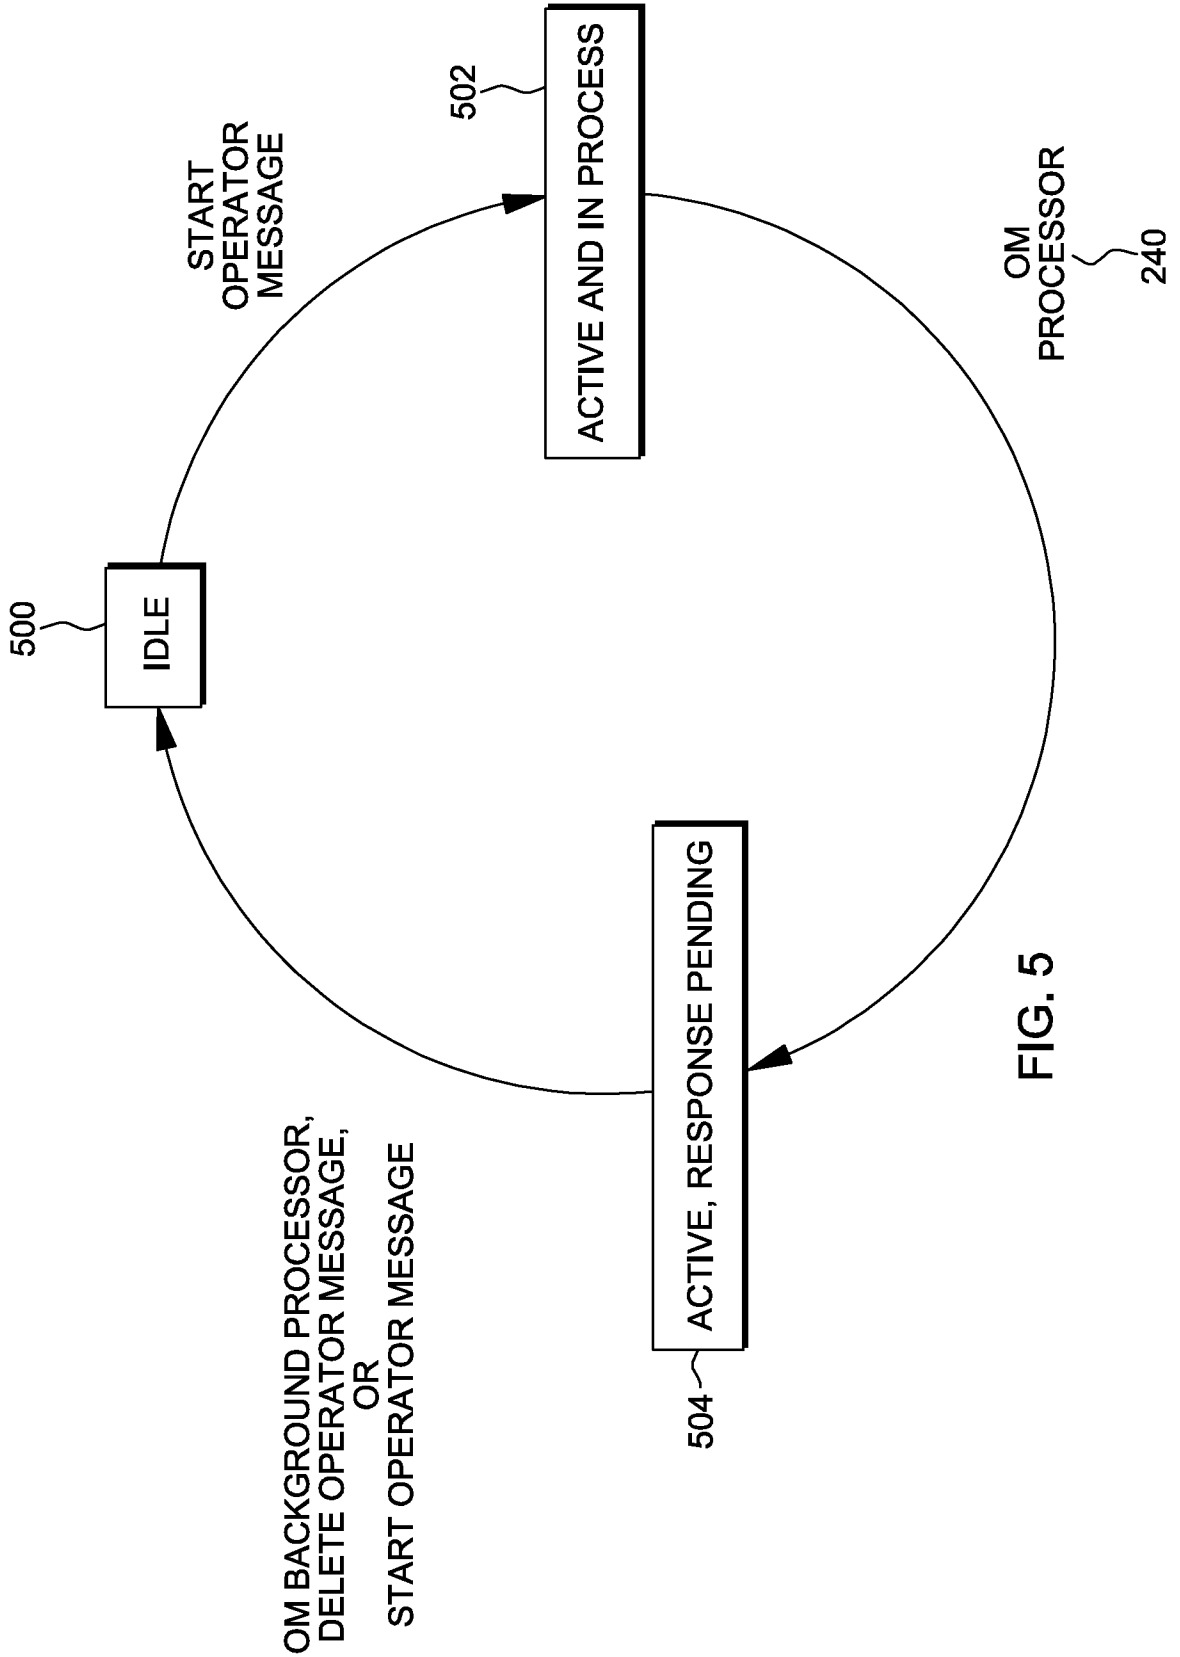 500
IDLE
START
OPERATOR
MESSAGE
502
ACTIVE AND IN PROCESS
OM
PROCESSOR
240
504
ACTIVE, RESPONSE PENDING
OM BACKGROUND PROCESSOR,
DELETE OPERATOR MESSAGE,
OR
START OPERATOR MESSAGE
FIG. 5